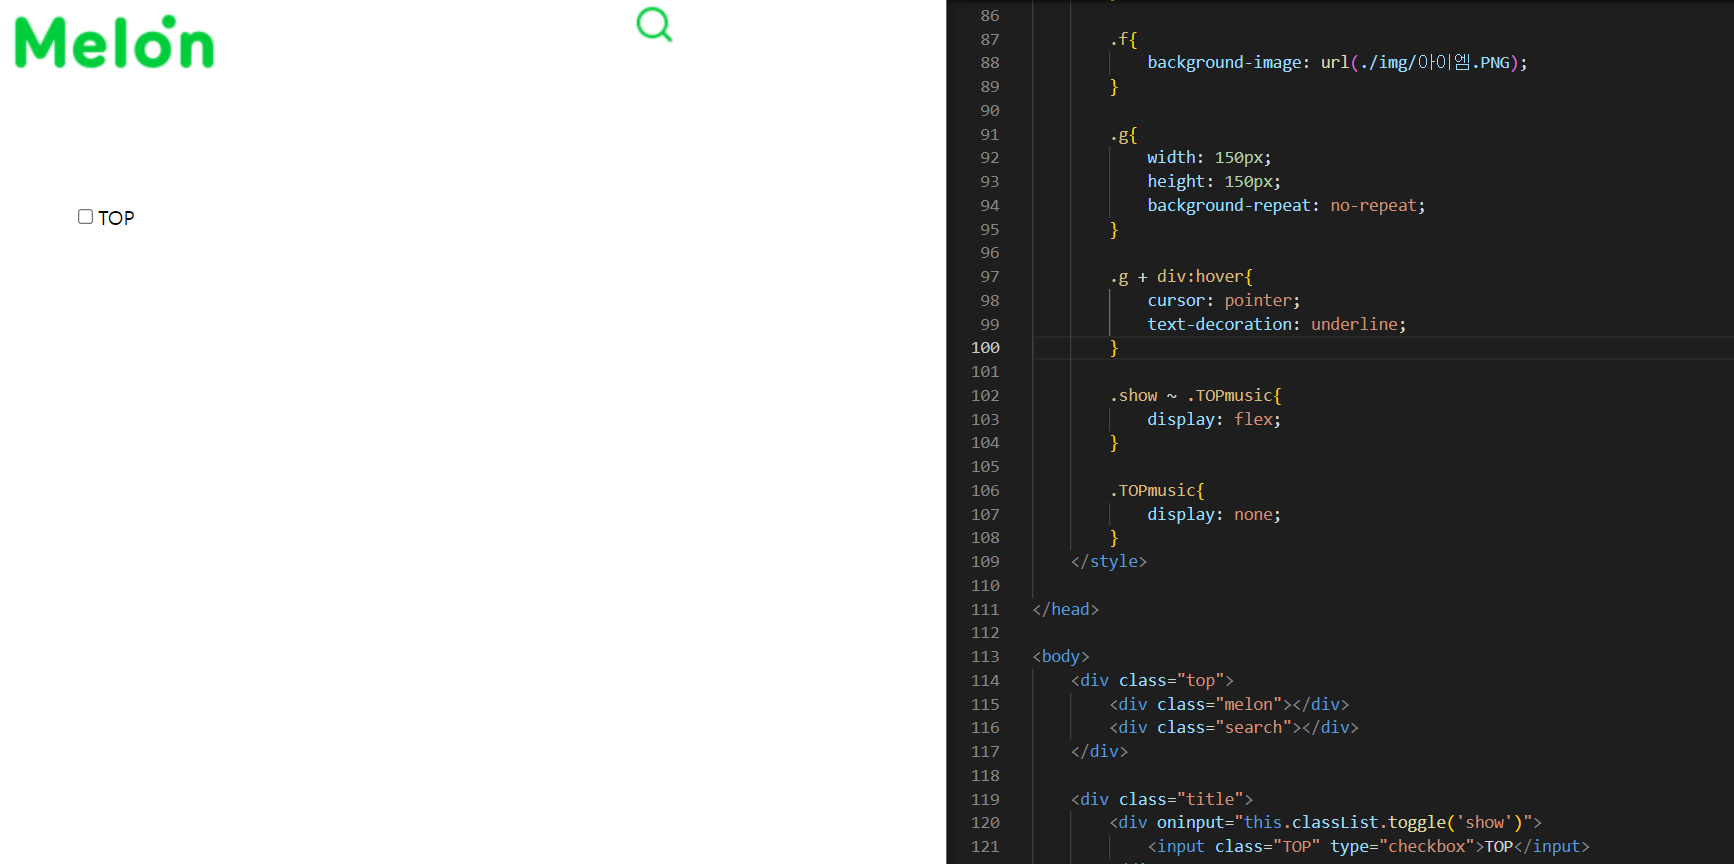 Melon
TOP
86
87 .f{
88 background-image: url(./img/아이엠.PNG);
89 }
90
91 .g{
92 width: 150px;
93 height: 150px;
94 background-repeat: no-repeat;
95 }
96
97 .g + div:hover{
98 cursor: pointer;
99 text-decoration: underline;
100 }
101
102 .show ~ .TOPmusic{
103 display: flex;
104 }
105
106 .TOPmusic{
107 display: none;
108 }
109 </style>
110
111 </head>
112
113 <body>
114 <div class="top">
115 <div class="melon"></div>
116 <div class="search"></div>
117 </div>
118
119 <div class="title">
120 <div oninput="this.classList.toggle('show')">
121 <input class="TOP" type="checkbox">TOP</input>